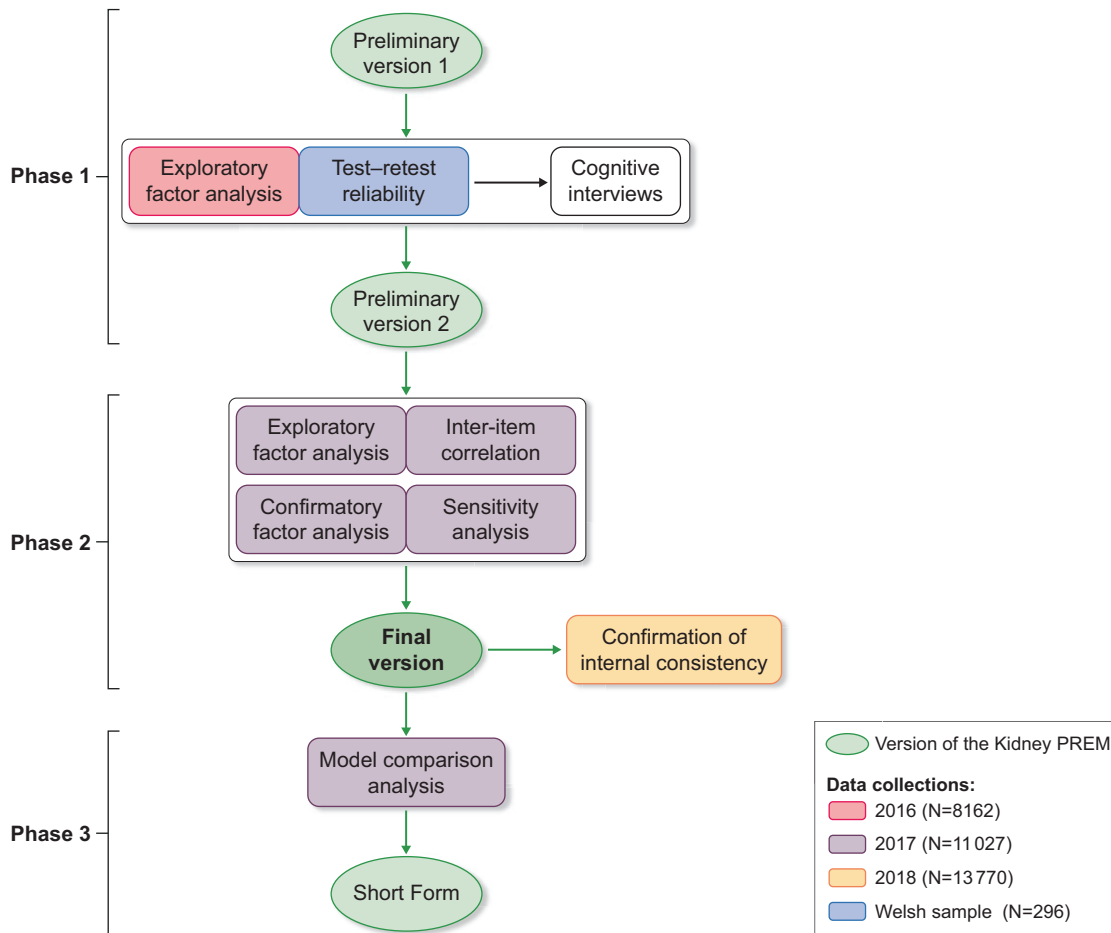 Preliminary
version 1
Phase 1
Exploratory
factor analysis
Test–retest
reliability
Cognitive
interviews
Preliminary
version 2
Phase 2
Exploratory
factor analysis
Inter-item
correlation
Confirmatory
factor analysis
Sensitivity
analysis
Final
version
Confirmation of
internal consistency
Phase 3
Model comparison
analysis
Short Form
Version of the Kidney PREM
Data collections:
2016 (N=8162)
2017 (N=11 027)
2018 (N=13 770)
Welsh sample (N=296)